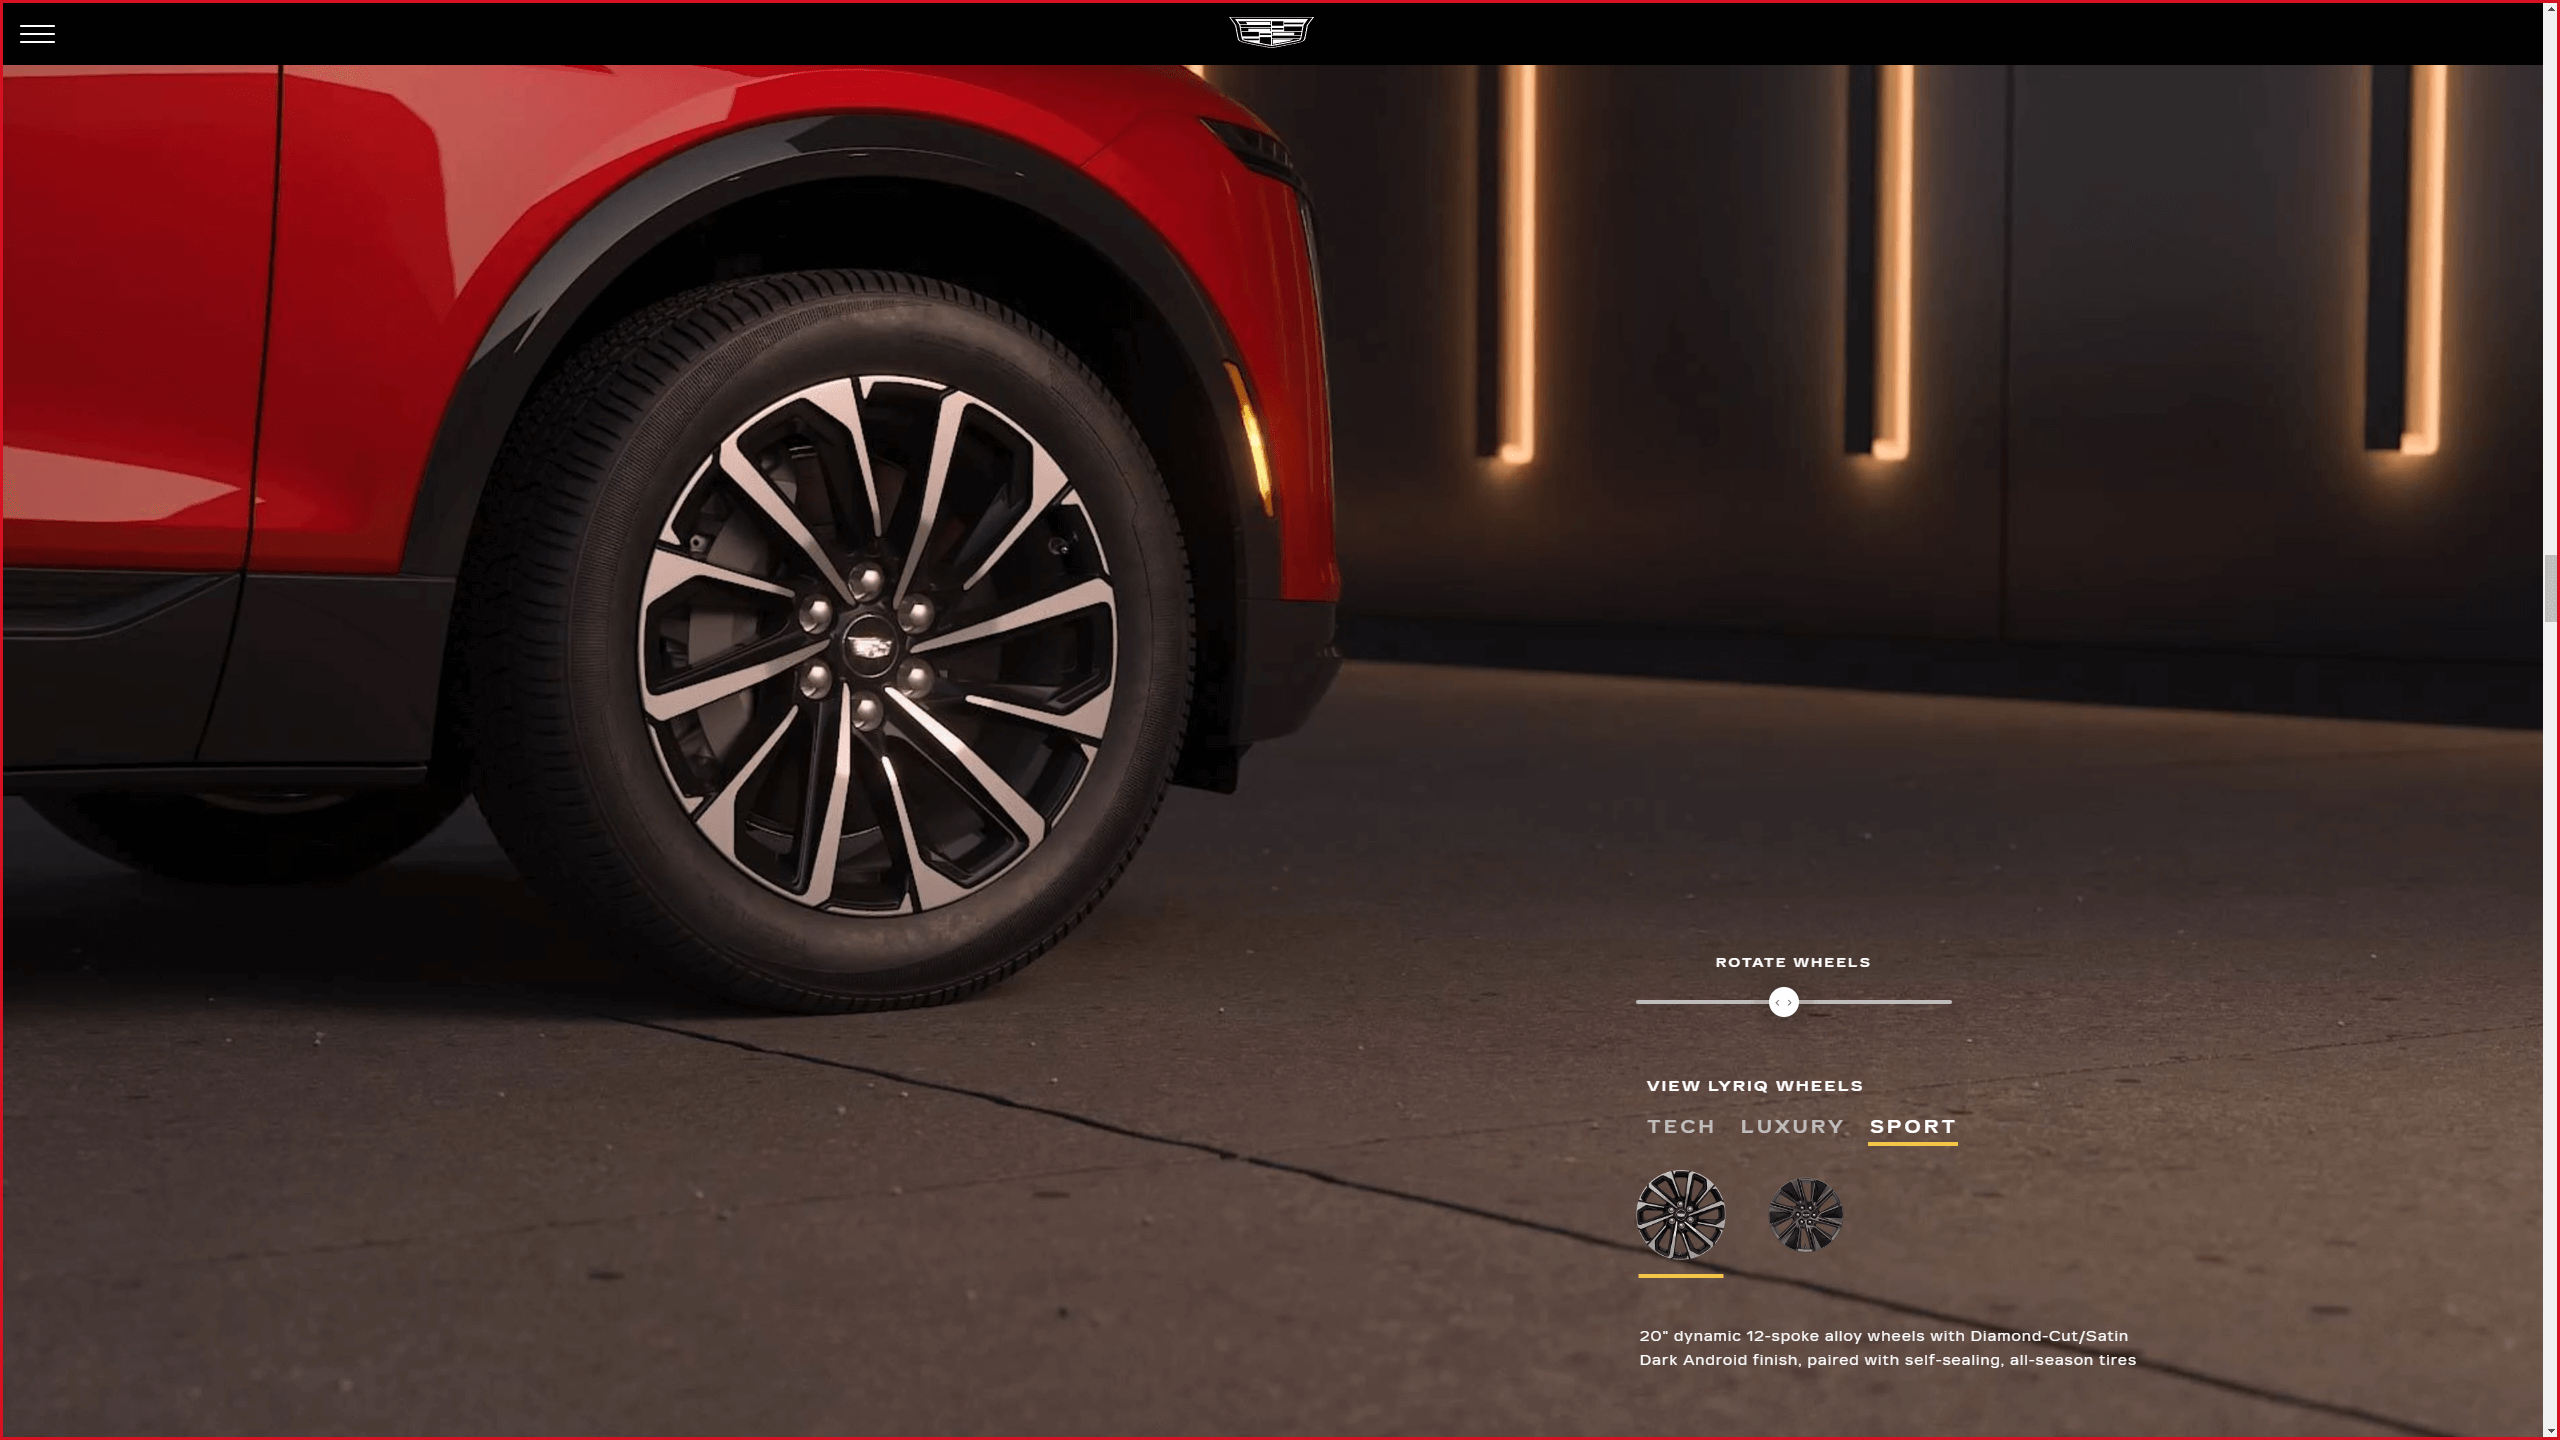 ROTATE WHEELS
VIEW LYRIQ WHEELS
TECH LUXURY SPORT
20" dynamic 12-spoke alloy wheels with Diamond-Cut/Satin
Dark Android finish, paired with self-sealing, all-season tires